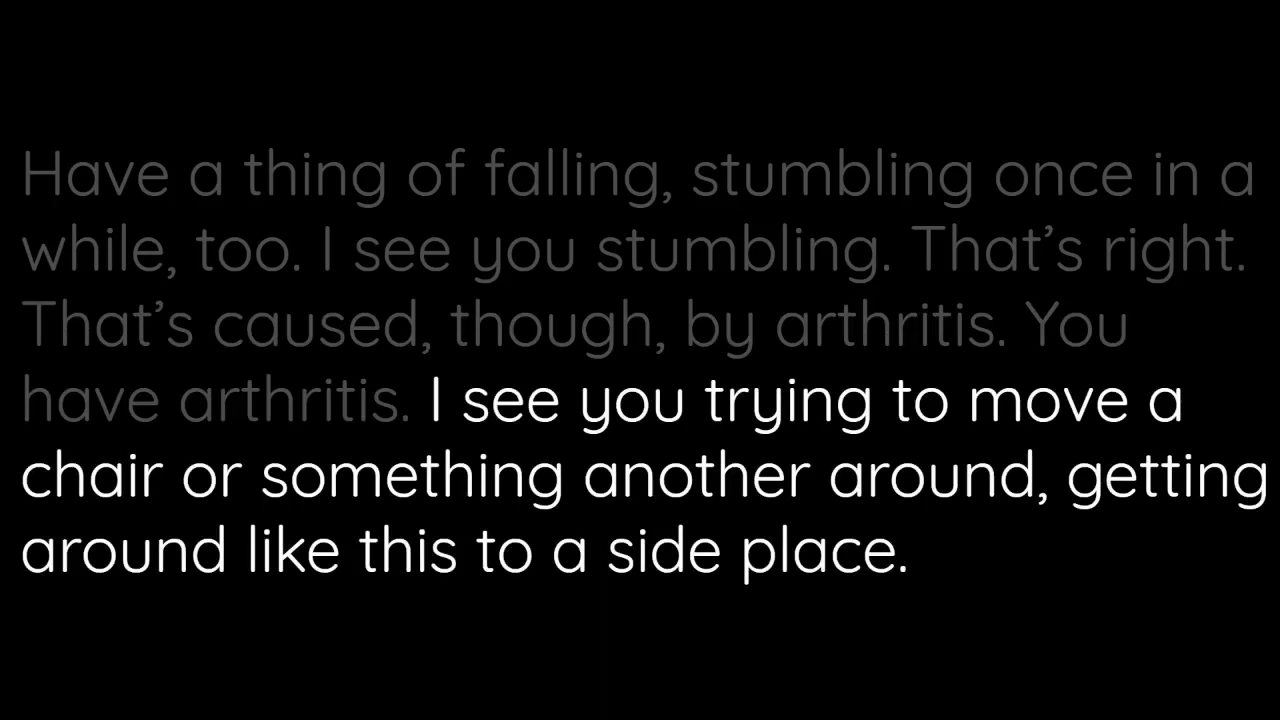 Have a thing of falling, stumbling once in a
while, too. I see you stumbling. That’s right.
That’s caused, though, by arthritis. You
have arthritis. I see you trying to move a
chair or something another around, getting
around like this to a side place.